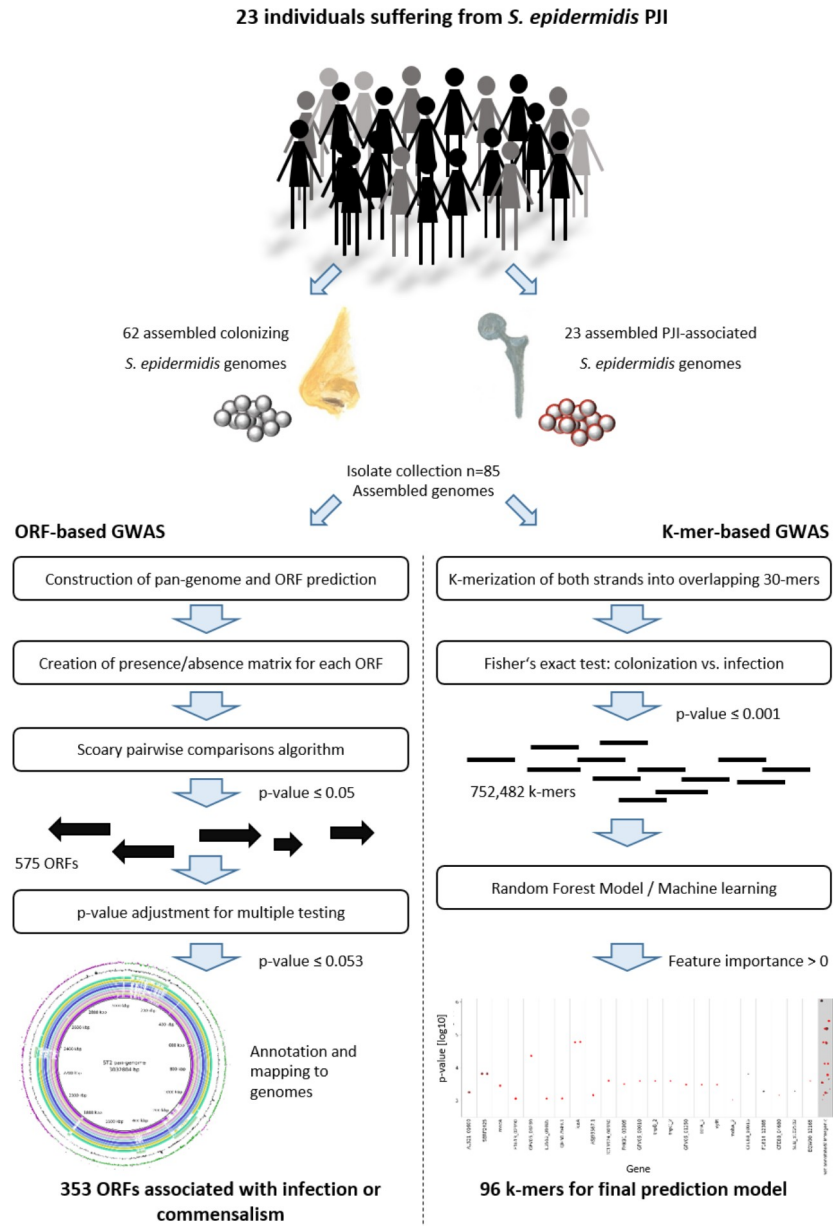 23 individuals suffering from S. epidermidis PJI
62 assembled colonizing
S. epidermidis genomes
23 assembled PJI-associated
S. epidermidis genomes
Isolate collection n=85
Assembled genomes
ORF-based GWAS
Construction of pan-genome and ORF prediction
Creation of presence/absence matrix for each ORF
Scoary pairwise comparisons algorithm
p-value ≤ 0.05
575 ORFs
p-value adjustment for multiple testing
p-value ≤ 0.053
ST2 pan-genome
Annotation and
mapping to
genomes
353 ORFs associated with infection or
commensalism
K-mer-based GWAS
K-merization of both strands into overlapping 30-mers
Fisher‘s exact test: colonization vs. infection
p-value ≤ 0.001
752,482 k-mers
Random Forest Model / Machine learning
Feature importance > 0
p-value [log10]
Gene
96 k-mers for final prediction model